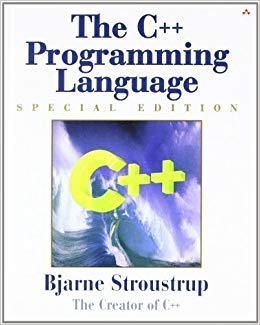 The C++
Programming
Language
SPECIAL EDITION
C++
Bjarne Stroustrup
The Creator of C++